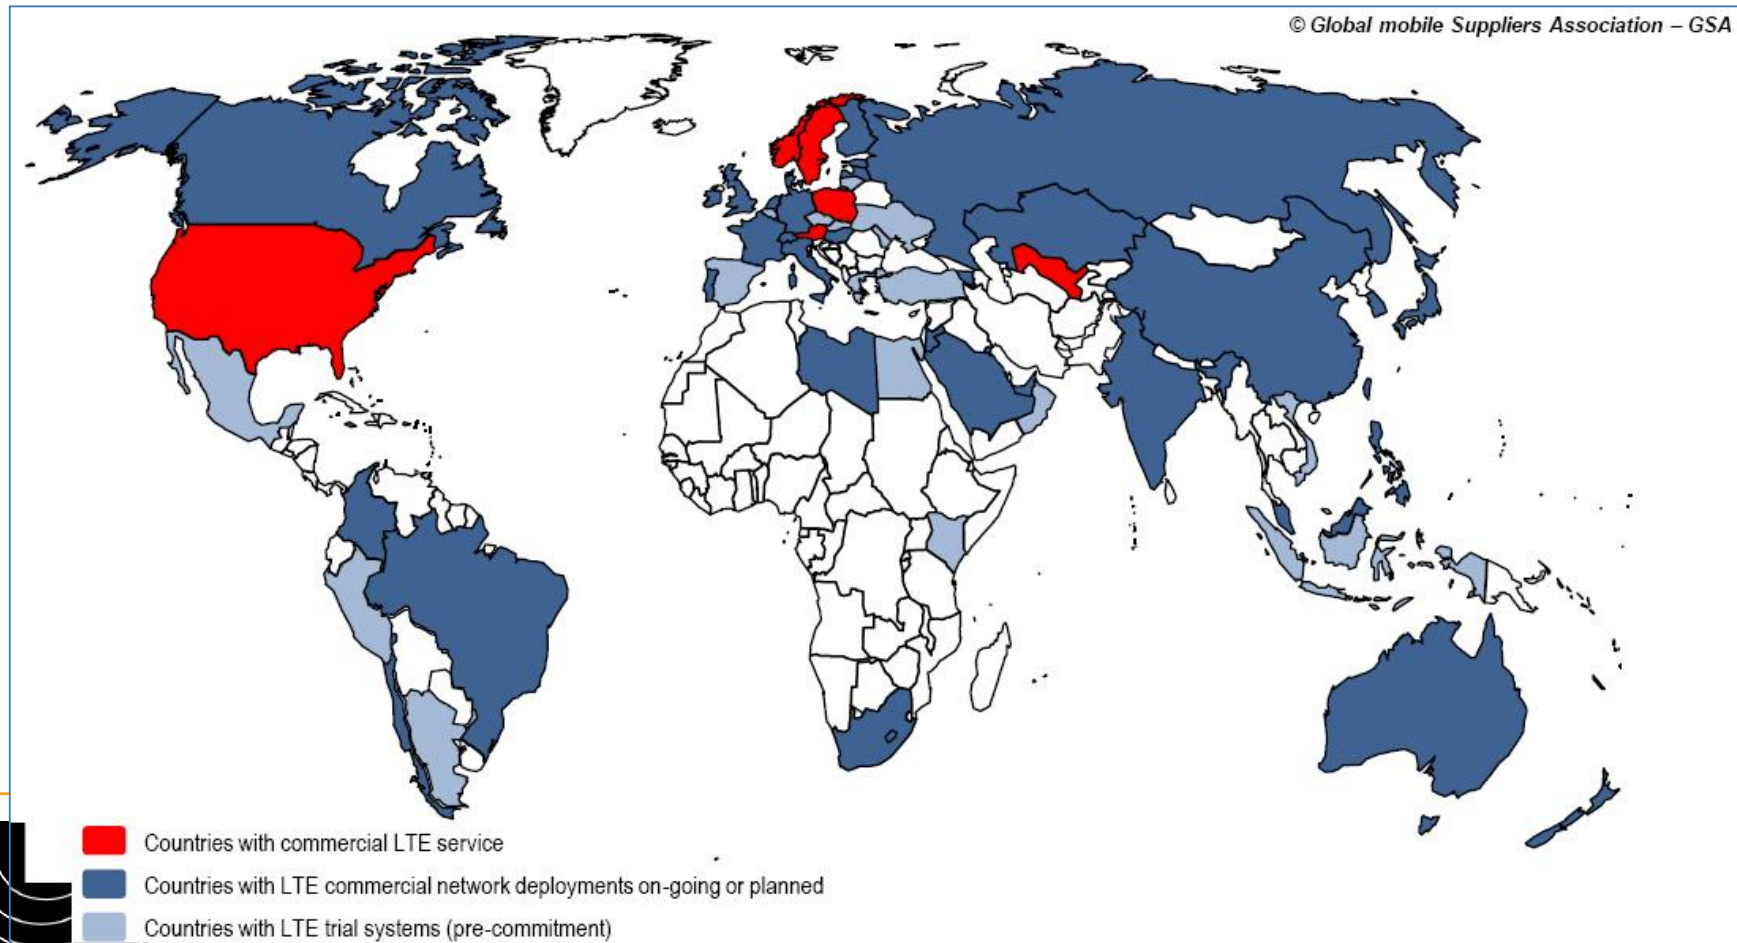 © Global mobile Suppliers Association – GSA
Countries with commercial LTE service
Countries with LTE commercial network deployments on-going or planned
Countries with LTE trial systems (pre-commitment)